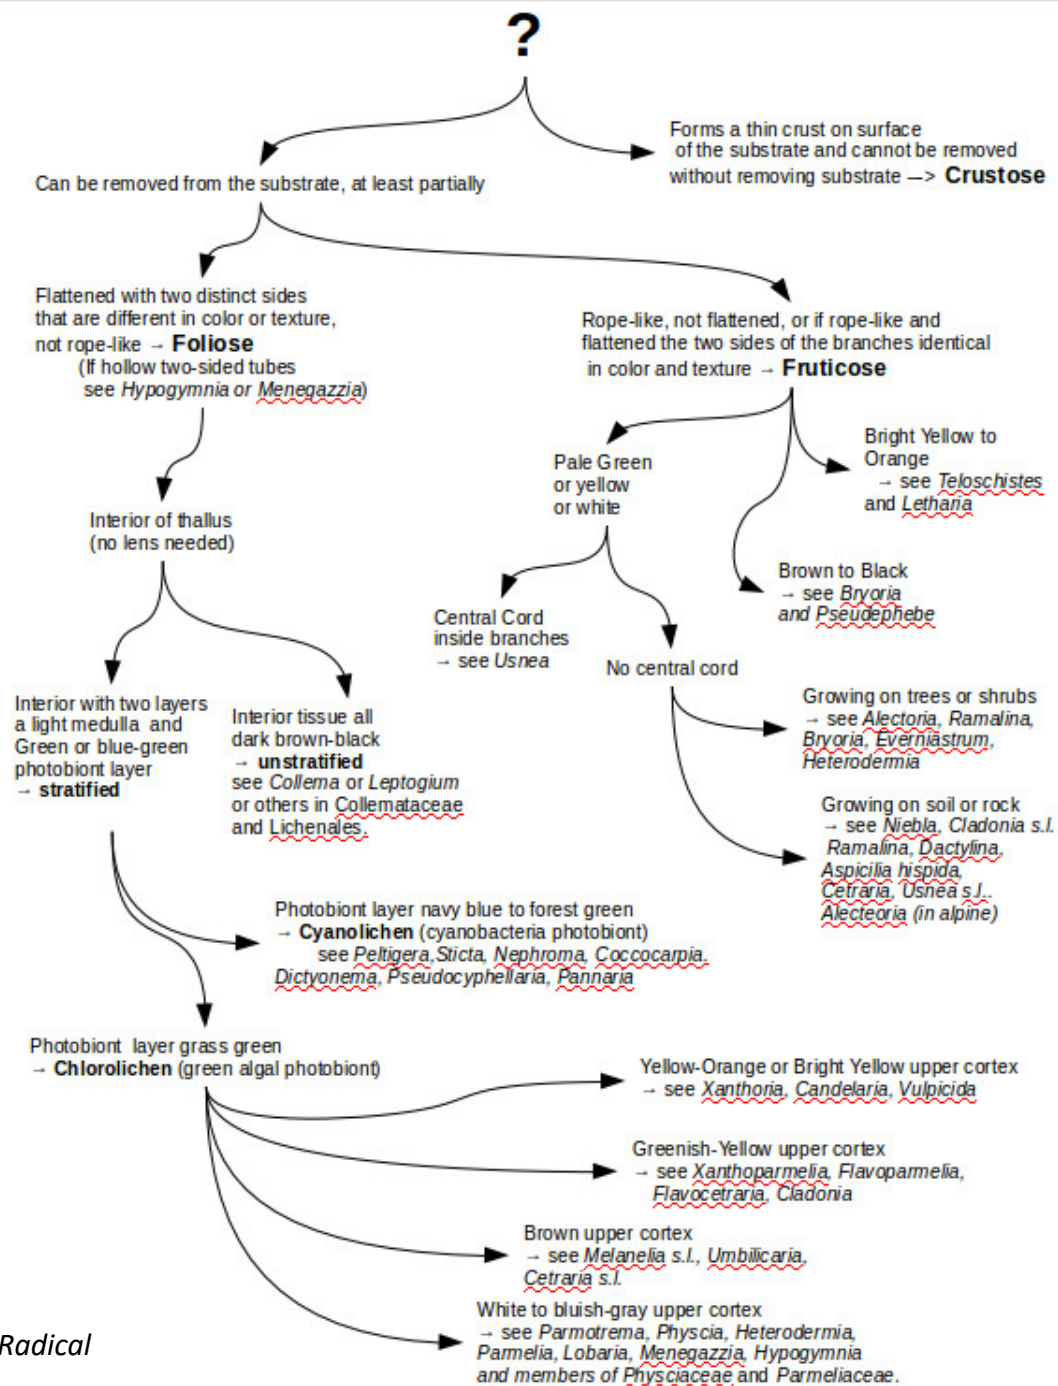 ?
Forms a thin crust on surface
of the substrate and cannot be removed
without removing substrate —> Crustose
Can be removed from the substrate, at least partially
Flattened with two distinct sides
that are different in color or texture,
not rope-like → Foliose
(If hollow two-sided tubes
see Hypogymnia or Menegazzia)
Rope-like, not flattened, or if rope-like and
flattened the two sides of the branches identical
in color and texture → Fruticose
Bright Yellow to
Orange
→ see Teloschistes
and Letharia
Pale Green
or yellow
or white
Brown to Black
→ see Bryoria
and Pseudephebe
Interior of thallus
(no lens needed)
Central Cord
inside branches
→ see Usnea
No central cord
Growing on trees or shrubs
→ see Alectoria, Ramalina,
Bryoria, Everniastrum,
Heterodermia
Interior with two layers
a light medulla and
Green or blue-green
photobiont layer
→ stratified
Interior tissue all
dark brown-black
→ unstratified
see Collema or Leptogium
or others in Collemataceae
and Lichenales.
Growing on soil or rock
→ see Niebla, Cladonia s.l.
Ramalina, Dactylina,
Aspicilia hispida,
Cetraria, Usnea s.l..
Alecteoria (in alpine)
Photobiont layer navy blue to forest green
→ Cyanolichen (cyanobacteria photobiont)
see Peltigera,Sticta, Nephroma, Coccocarpia.
Dictyonema, Pseudocyphellaria, Pannaria
Photobiont layer grass green
→ Chlorolichen (green algal photobiont)
Yellow-Orange or Bright Yellow upper cortex
→ see Xanthoria, Candelaria, Vulpicida
Greenish-Yellow upper cortex
→ see Xanthoparmelia, Flavoparmelia,
Flavocetraria, Cladonia
Brown upper cortex
→ see Melanelia s.l., Umbilicaria,
Cetraria s.l.
White to bluish-gray upper cortex
→ see Parmotrema, Physcia, Heterodermia,
Parmelia, Lobaria, Menegazzia, Hypogymnia
and members of Physciaceae and Parmeliaceae.
Radical